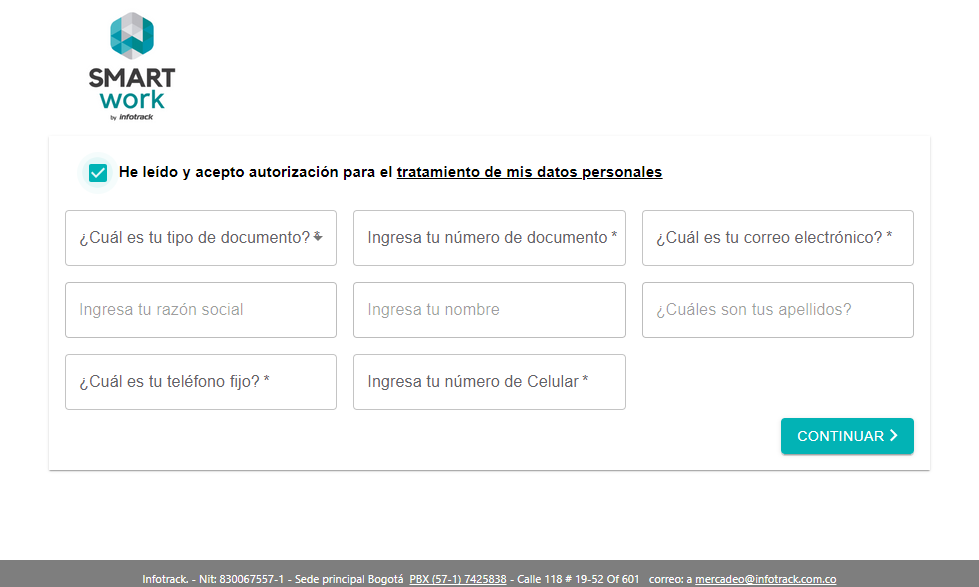 SMART
work
by infotrack
He leído y acepto autorización para el tratamiento de mis datos personales
¿Cuál es tu tipo de documento? *
Ingresa tu número de documento *
¿Cuál es tu correo electrónico? *
Ingresa tu razón social
Ingresa tu nombre
¿Cuáles son tus apellidos?
¿Cuál es tu teléfono fijo? *
Ingresa tu número de Celular *
CONTINUAR
Infotrack. - Nit: 830067557-1 - Sede principal Bogotá PBX (57-1) 7425838 - Calle 118 # 19-52 Of 601 correo: a mercadeo@infotrack.com.co